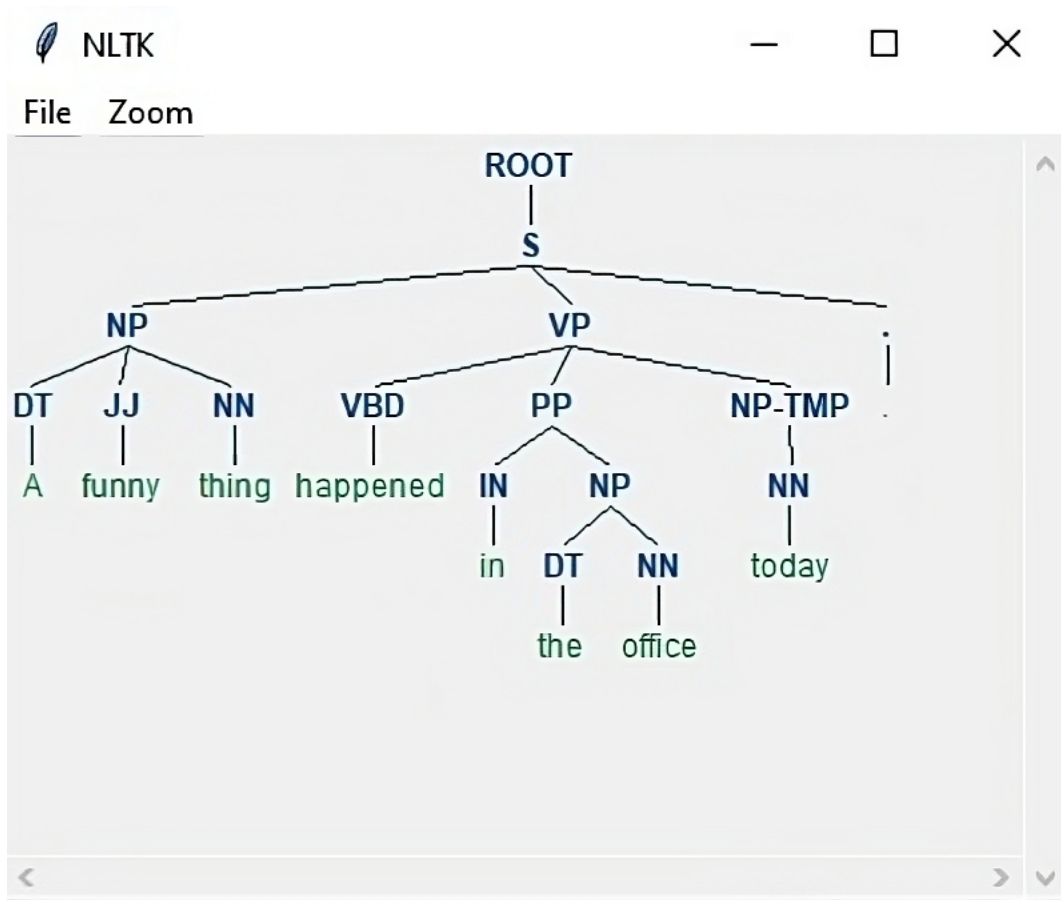 NLTK
File Zoom
ROOT
S
NP VP .
DT JJ NN VBD PP NP-TMP .
A funny thing happened IN NP NN
in DT NN today
the office